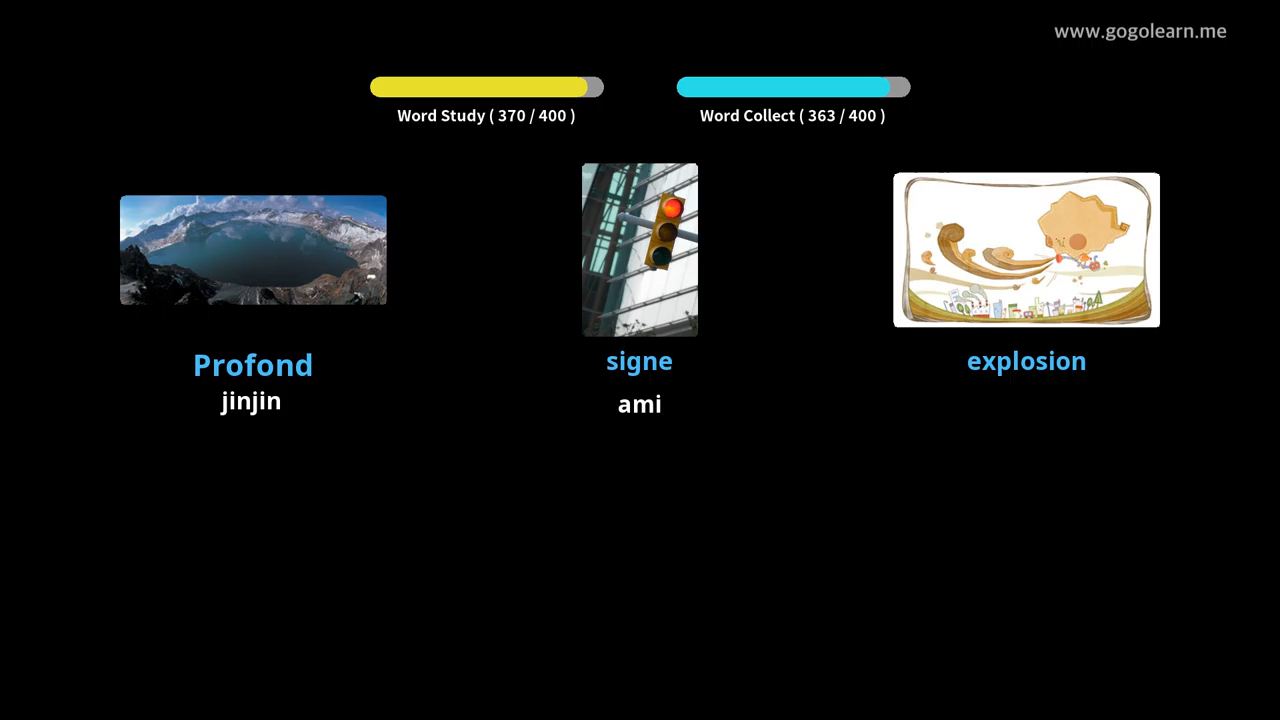 www.gogolearn.me
Word Study ( 370 / 400 )
Word Collect ( 363 / 400 )
Profond
jinjin
signe
ami
explosion